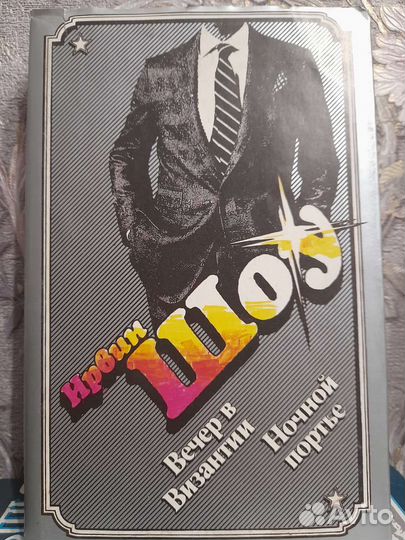 Ирвин
Шоу
Вечер в
Византии
Ночной
портье
Avito